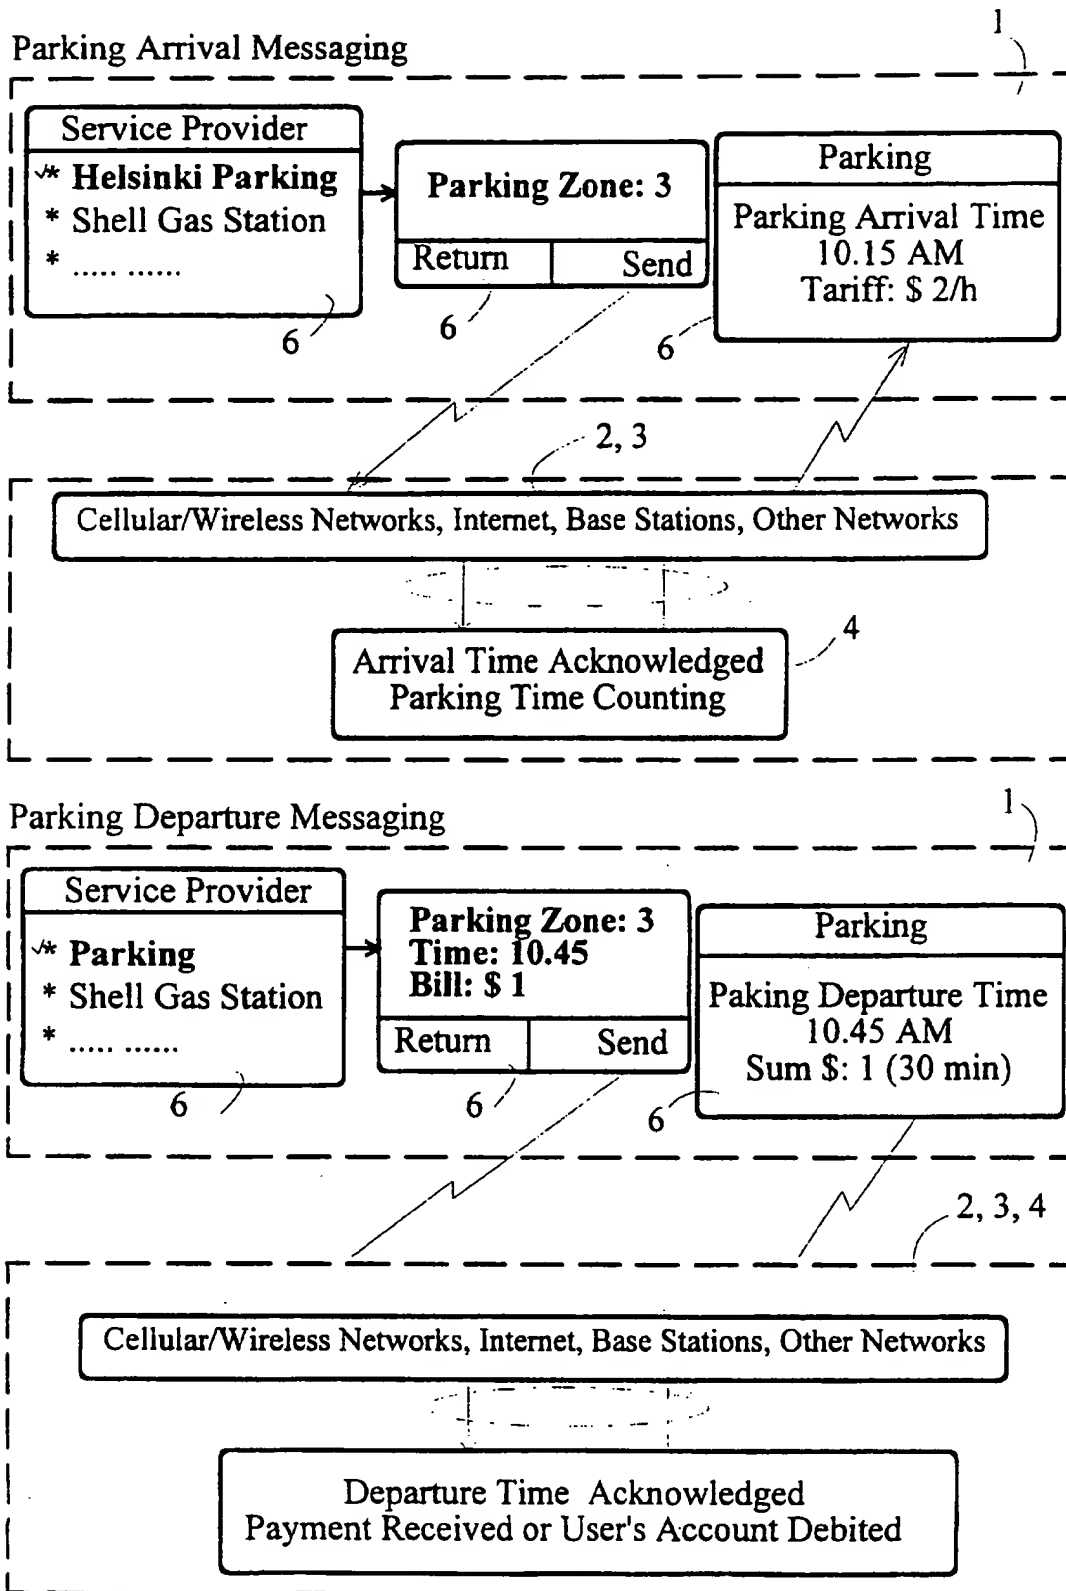 1
Parking Arrival Messaging
Service Provider
√* Helsinki Parking
* Shell Gas Station
* ..... ......
6
Parking Zone: 3
Return Send
6
Parking
Parking Arrival Time
10.15 AM
Tariff: $ 2/h
6
2, 3
Cellular/Wireless Networks, Internet, Base Stations, Other Networks
4
Arrival Time Acknowledged
Parking Time Counting
1
Parking Departure Messaging
Service Provider
√* Parking
* Shell Gas Station
* ..... ......
6
Parking Zone: 3
Time: 10.45
Bill: $ 1
Return Send
6
Parking
Paking Departure Time
10.45 AM
Sum $: 1 (30 min)
6
2, 3, 4
Cellular/Wireless Networks, Internet, Base Stations, Other Networks
Departure Time Acknowledged
Payment Received or User's Account Debited